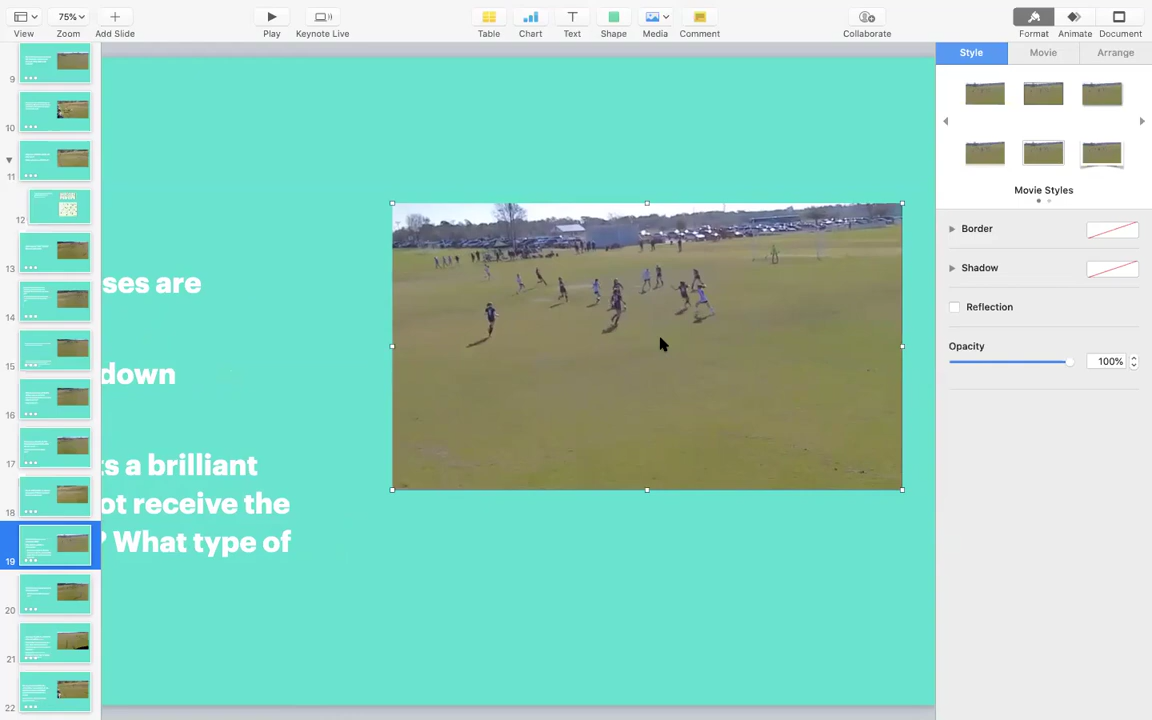 View
75%
Zoom
Add Slide
Play
Keynote Live
Table
Chart
Text
Shape
Media
Comment
Collaborate
Format
Animate
Document
Style
Movie
Arrange
Movie Styles
Border
Shadow
Reflection
Opacity
100%
9
10
11
12
13
14
15
16
17
18
19
20
21
22
ses are
down
ts a brilliant
ot receive the
? What type of